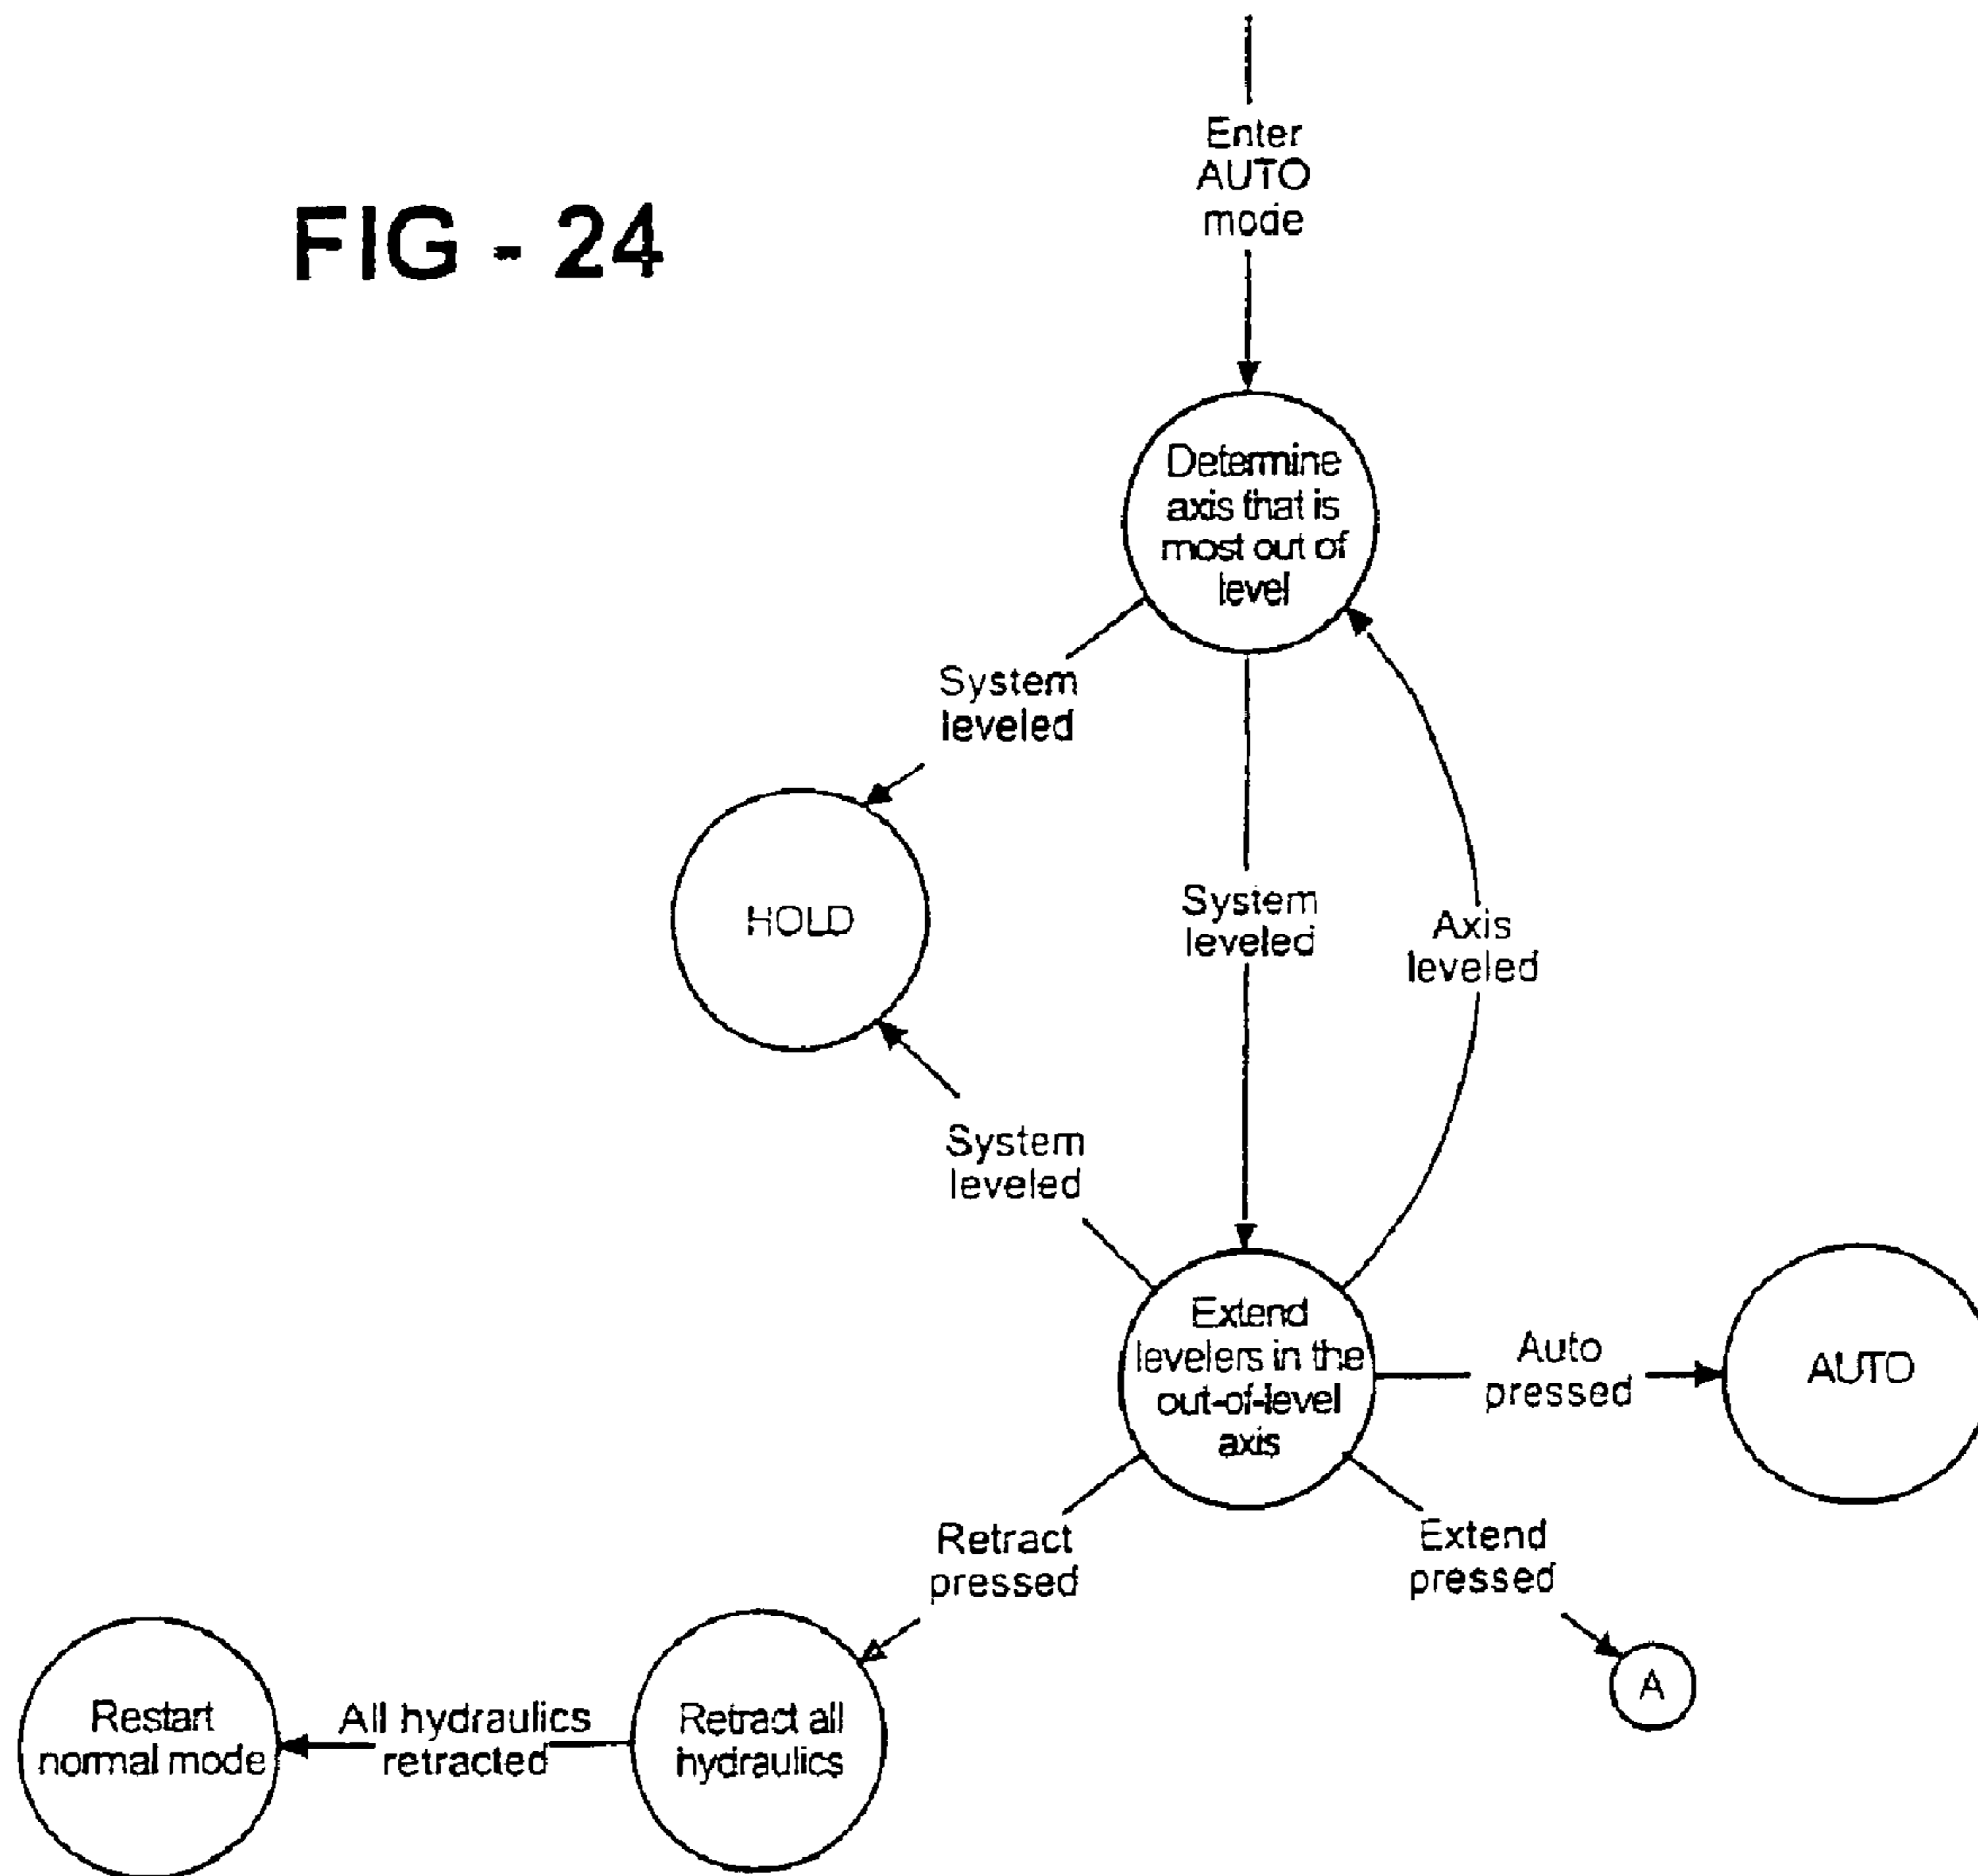 FIG - 24
Enter
AUTO
mode
Determine
axis that is
most out of
level
System
leveled
HOLD
System
leveled
Axis
leveled
System
leveled
Extend
levelers in the
out-of-level
axis
Auto
pressed
AUTO
Retract
pressed
Extend
pressed
A
Restart
normal mode
All hydraulics
retracted
Retract all
hydraulics